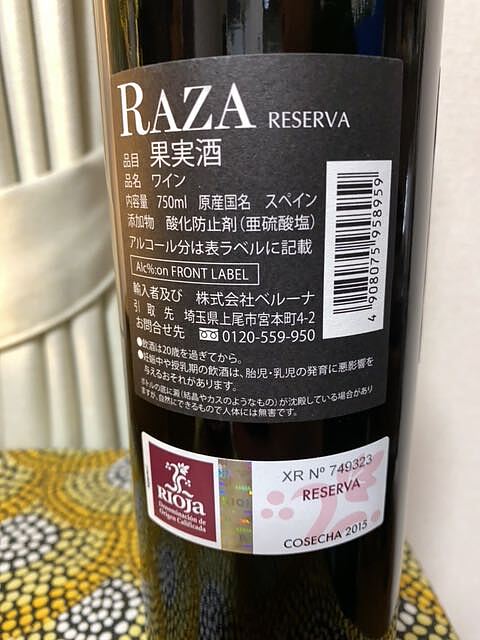 RAZA RESERVA
品目 果実酒
品名 ワイン
内容量 750ml 原産国名 スペイン
添加物 酸化防止剤(亜硫酸塩)
アルコール分は表ラベルに記載
Alc%:on FRONT LABEL
輸入者及び 株式会社ベルーナ
引取先 埼玉県上尾市宮本町4-2
お問合せ先 0120-559-950
●飲酒は20歳を過ぎてから。
●妊娠中や授乳期の飲酒は、胎児・乳児の発育に悪影響を
与えるおそれがあります。
ボトルの底に澱(結晶やカスのようなもの)が沈殿している場合があり
ますが、自然にできるもので人体には無害です。
4 908075 958959
RIOJA
Denominación de
Origen Calificada
XR Nº 749323
RESERVA
COSECHA 2015